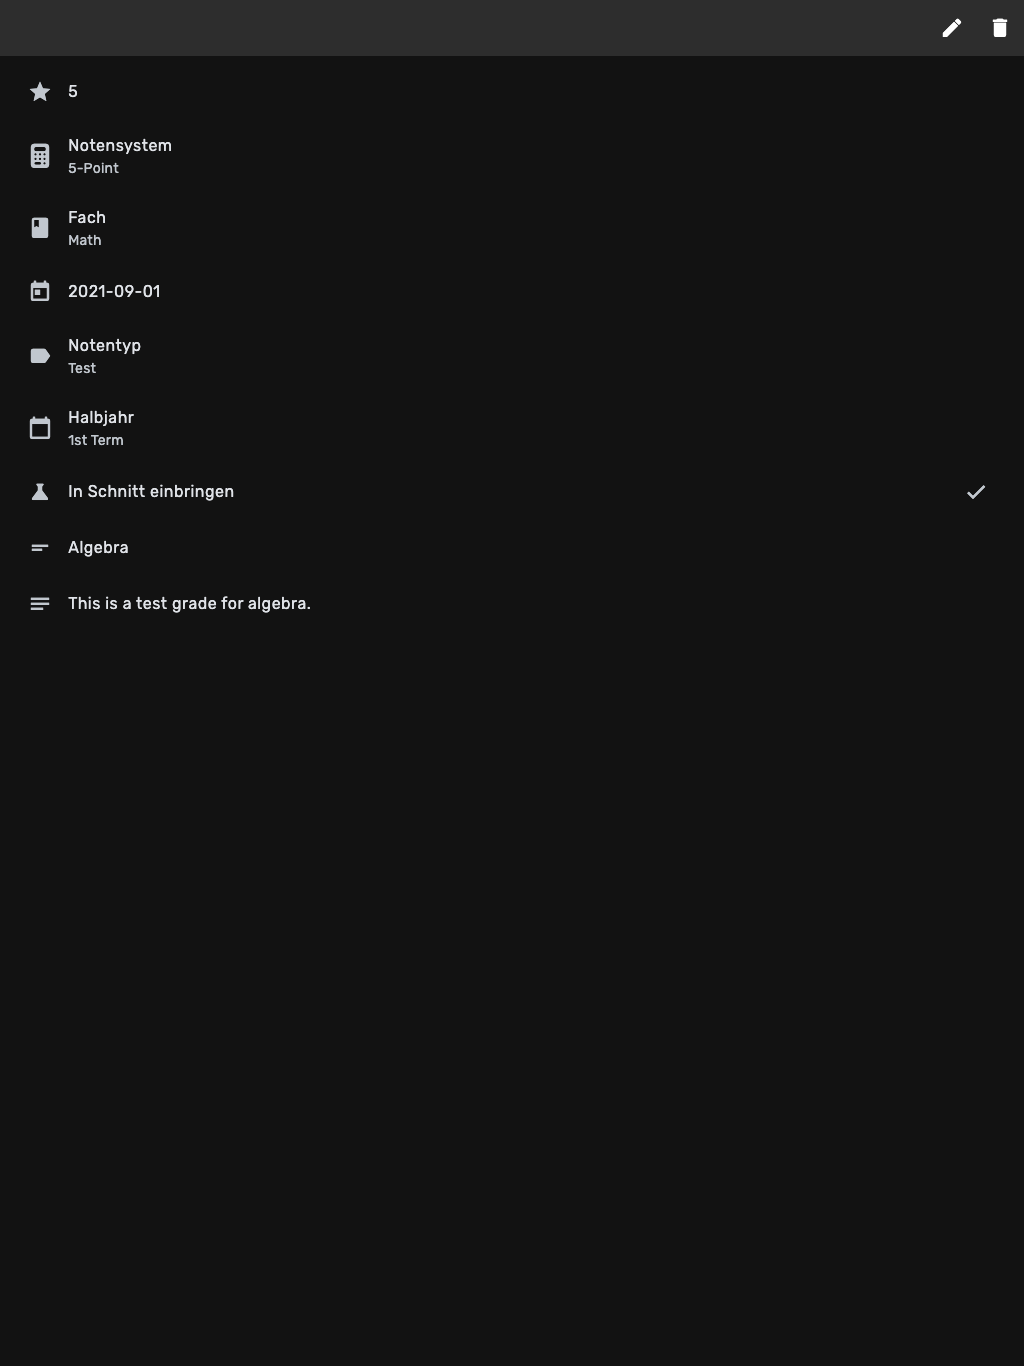 5
Notensystem
5-Point
Fach
Math
2021-09-01
Notentyp
Test
Halbjahr
1st Term
In Schnitt einbringen
Algebra
This is a test grade for algebra.